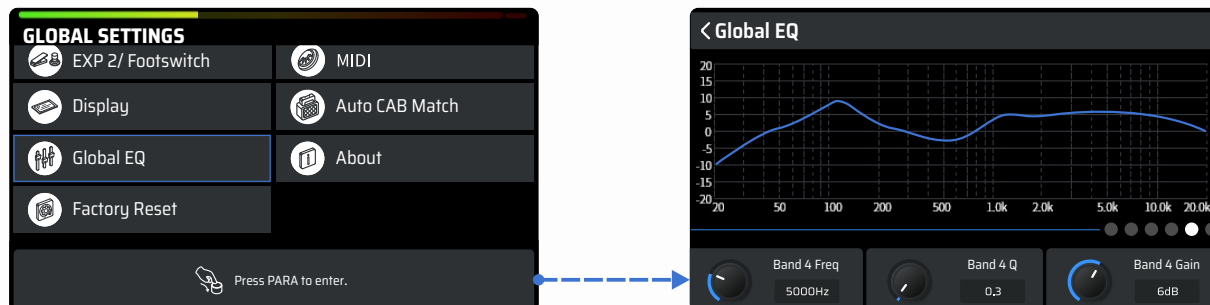 GLOBAL SETTINGS
EXP 2/ Footswitch
MIDI
Display
Auto CAB Match
Global EQ
About
Factory Reset
Press PARA to enter.
Global EQ
20
15
10
5
0
-5
-10
-15
-20
20 50 100 200 500 1.0k 2.0k 5.0k 10.0k 20.0k
Band 4 Freq
5000Hz
Band 4 Q
0.3
Band 4 Gain
6dB